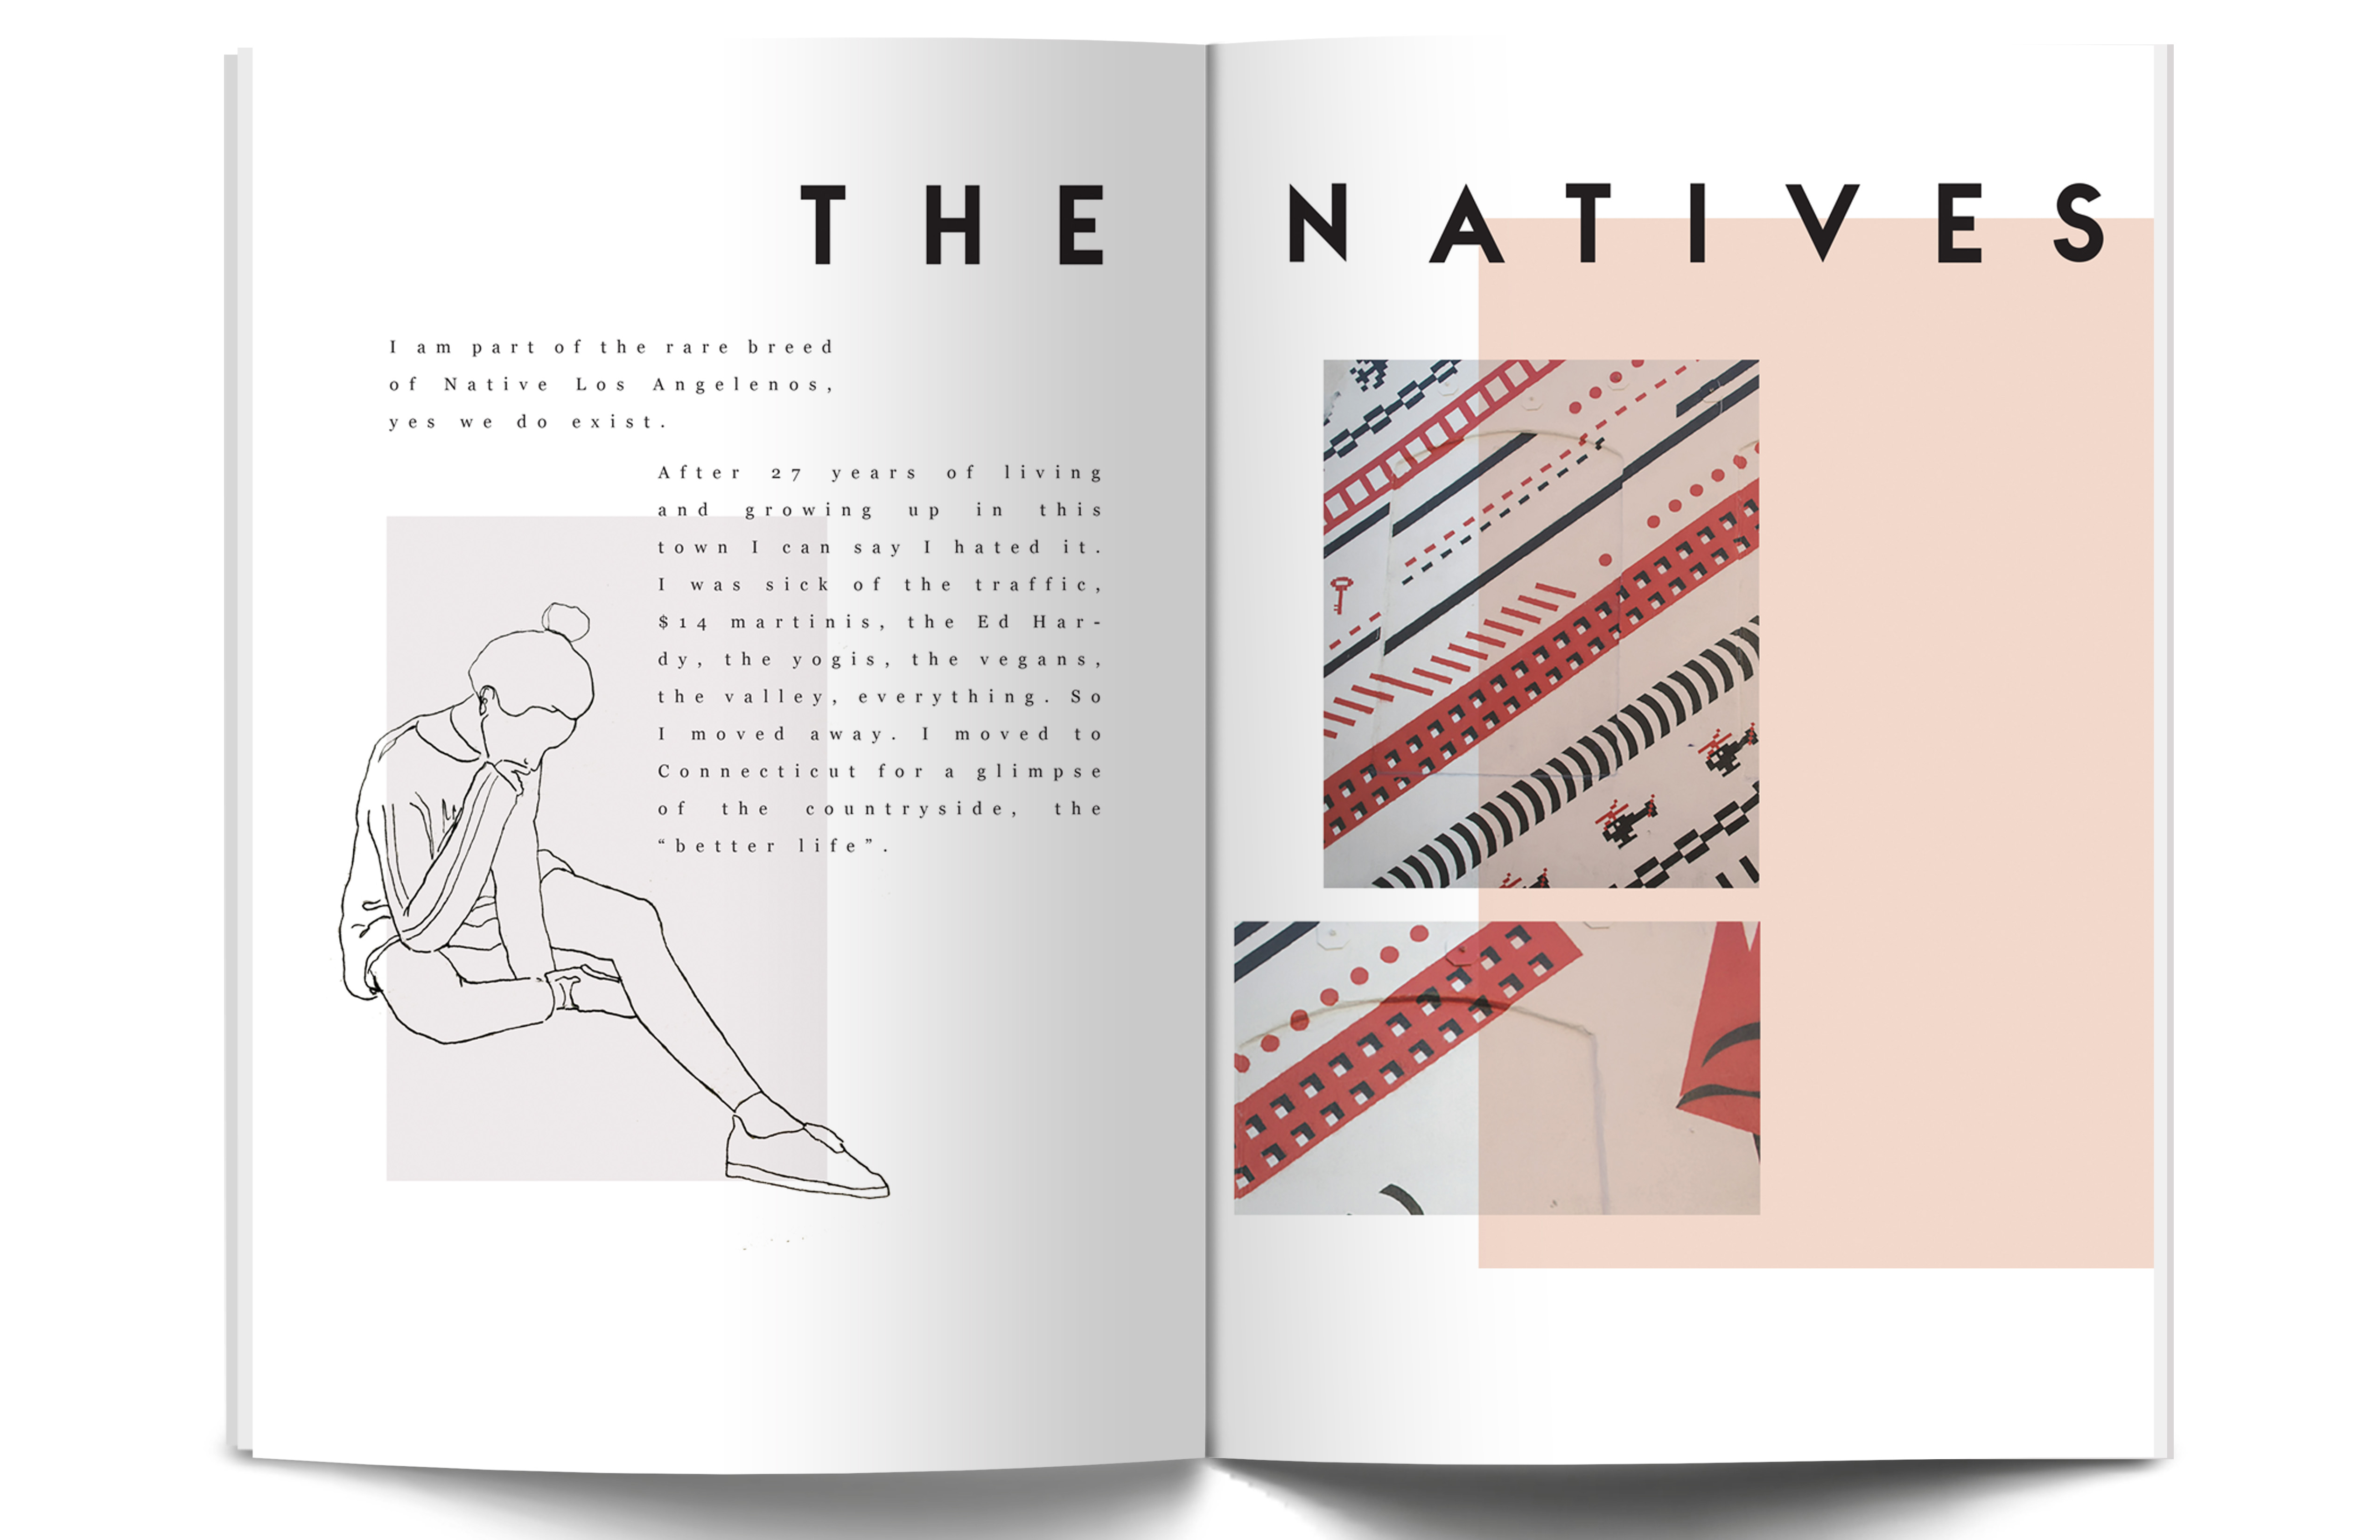 THE NATIVES
I am part of the rare breed
of Native Los Angelenos,
yes we do exist.
After 27 years of living
and growing up in this
town I can say I hated it.
I was sick of the traffic,
$14 martinis, the Ed Har-
dy, the yogis, the vegans,
the valley, everything. So
I moved away. I moved to
Connecticut for a glimpse
of the countryside, the
“better life”.